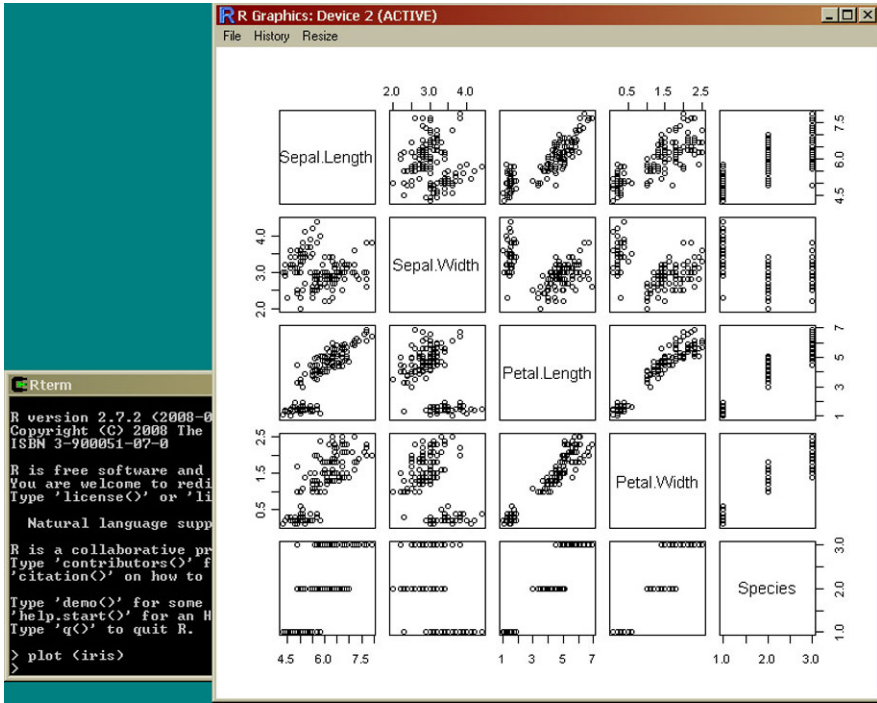 R Graphics: Device 2 (ACTIVE)
File History Resize
2.0 3.0 4.0
0.5 1.5 2.5
Sepal.Length
4.5 6.0 7.5
Sepal.Width
2.0 3.0 4.0
Petal.Length
1 3 5 7
Petal.Width
0.5 1.5 2.5
Species
1.0 2.0 3.0
4.5 6.0 7.5
1 3 5 7
1.0 2.0 3.0
Rterm
R version 2.7.2 (2008-0
Copyright (C) 2008 The
ISBN 3-900051-07-0
R is free software and
You are welcome to redi
Type 'license()' or 'li
Natural language supp
R is a collaborative pr
Type 'contributors()' f
'citation()' on how to
Type 'demo()' for some
'help.start()' for an H
Type 'q()' to quit R.
> plot (iris)
>